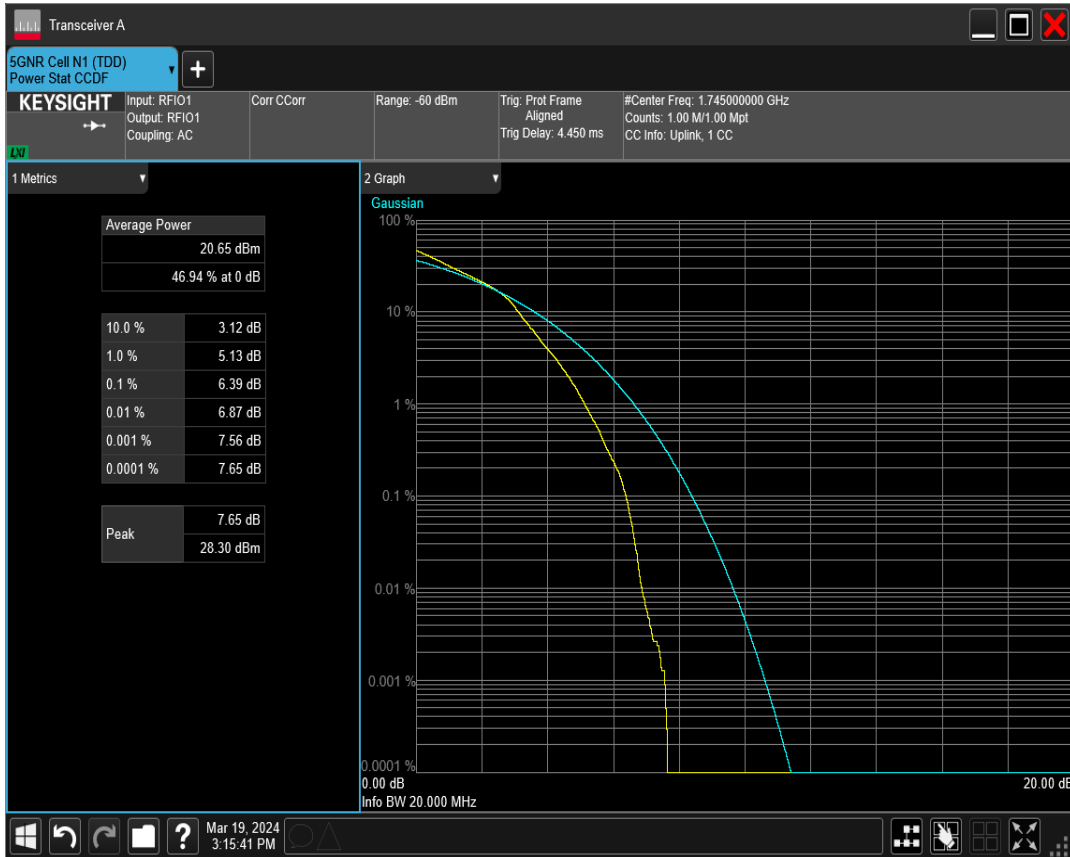 Transceiver A
5GNR Cell N1 (TDD)
Power Stat CCDF
+
KEYSIGHT
LXI
Input: RFIO1
Output: RFIO1
Coupling: AC
Corr CCorr
Range: -60 dBm
Trig: Prot Frame
Aligned
Trig Delay: 4.450 ms
#Center Freq: 1.745000000 GHz
Counts: 1.00 M/1.00 Mpt
CC Info: Uplink, 1 CC
1 Metrics
Average Power
20.65 dBm
46.94 % at 0 dB
10.0 % 3.12 dB
1.0 % 5.13 dB
0.1 % 6.39 dB
0.01 % 6.87 dB
0.001 % 7.56 dB
0.0001 % 7.65 dB
Peak
7.65 dB
28.30 dBm
2 Graph
Gaussian
100 %
10 %
1 %
0.1 %
0.01 %
0.001 %
0.0001 %
0.00 dB 20.00 dB
Info BW 20.000 MHz
?
Mar 19, 2024
3:15:41 PM